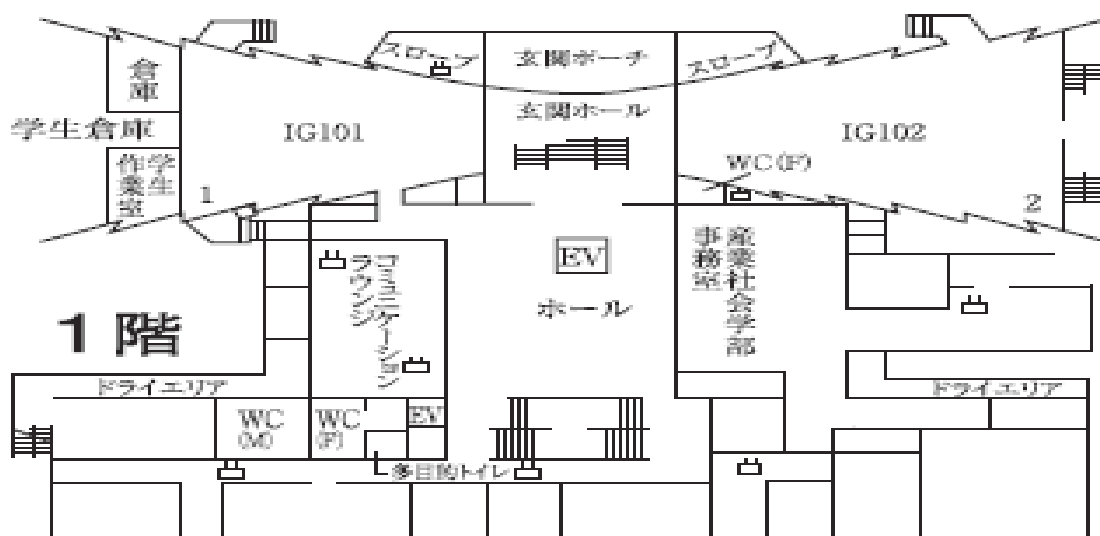 スロープ
玄関ポーチ
スロープ
倉庫
玄関ホール
学生倉庫
IG101
IG102
学生作業室
WC(F)
1
2
EV
産業社会学部
事務室
コミュニケーション
ラウンジ
ホール
1階
ドライエリア
ドライエリア
WC
(M)
WC
(F)
EV
多目的トイレ